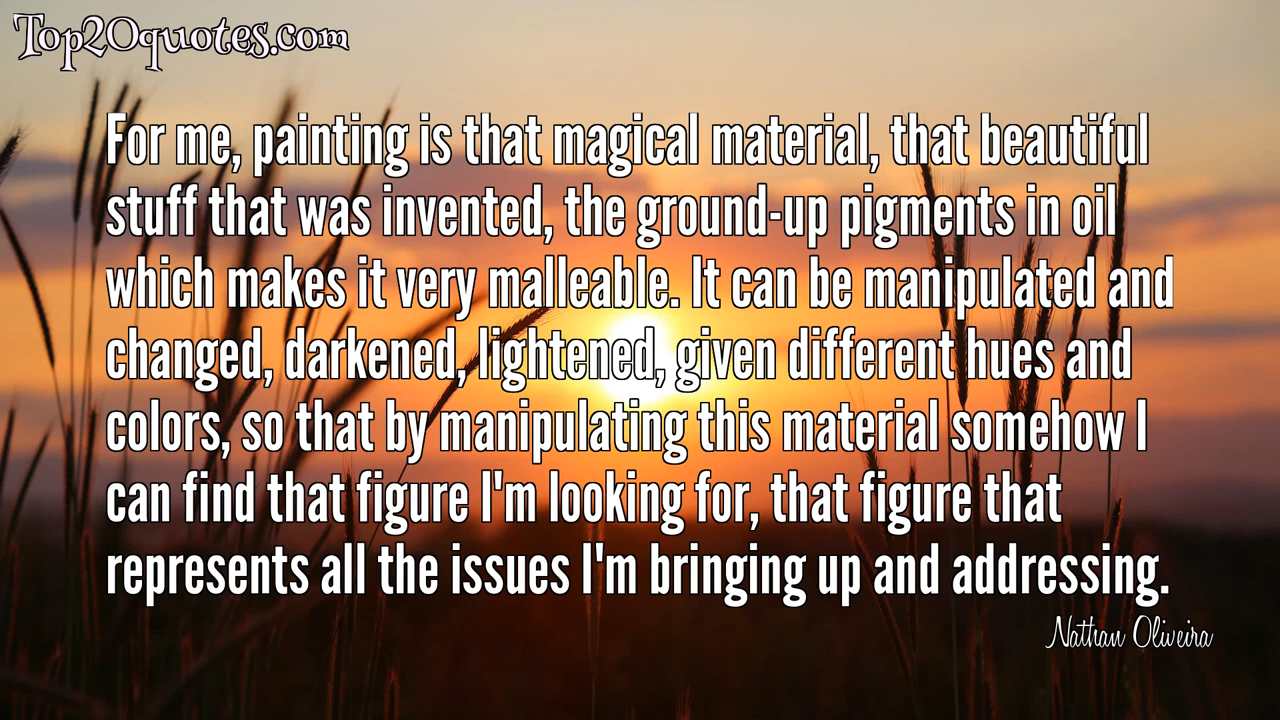 Top20quotes.com
For me, painting is that magical material, that beautiful
stuff that was invented, the ground-up pigments in oil
which makes it very malleable. It can be manipulated and
changed, darkened, lightened, given different hues and
colors, so that by manipulating this material somehow I
can find that figure I'm looking for, that figure that
represents all the issues I'm bringing up and addressing.
Nathan Oliveira